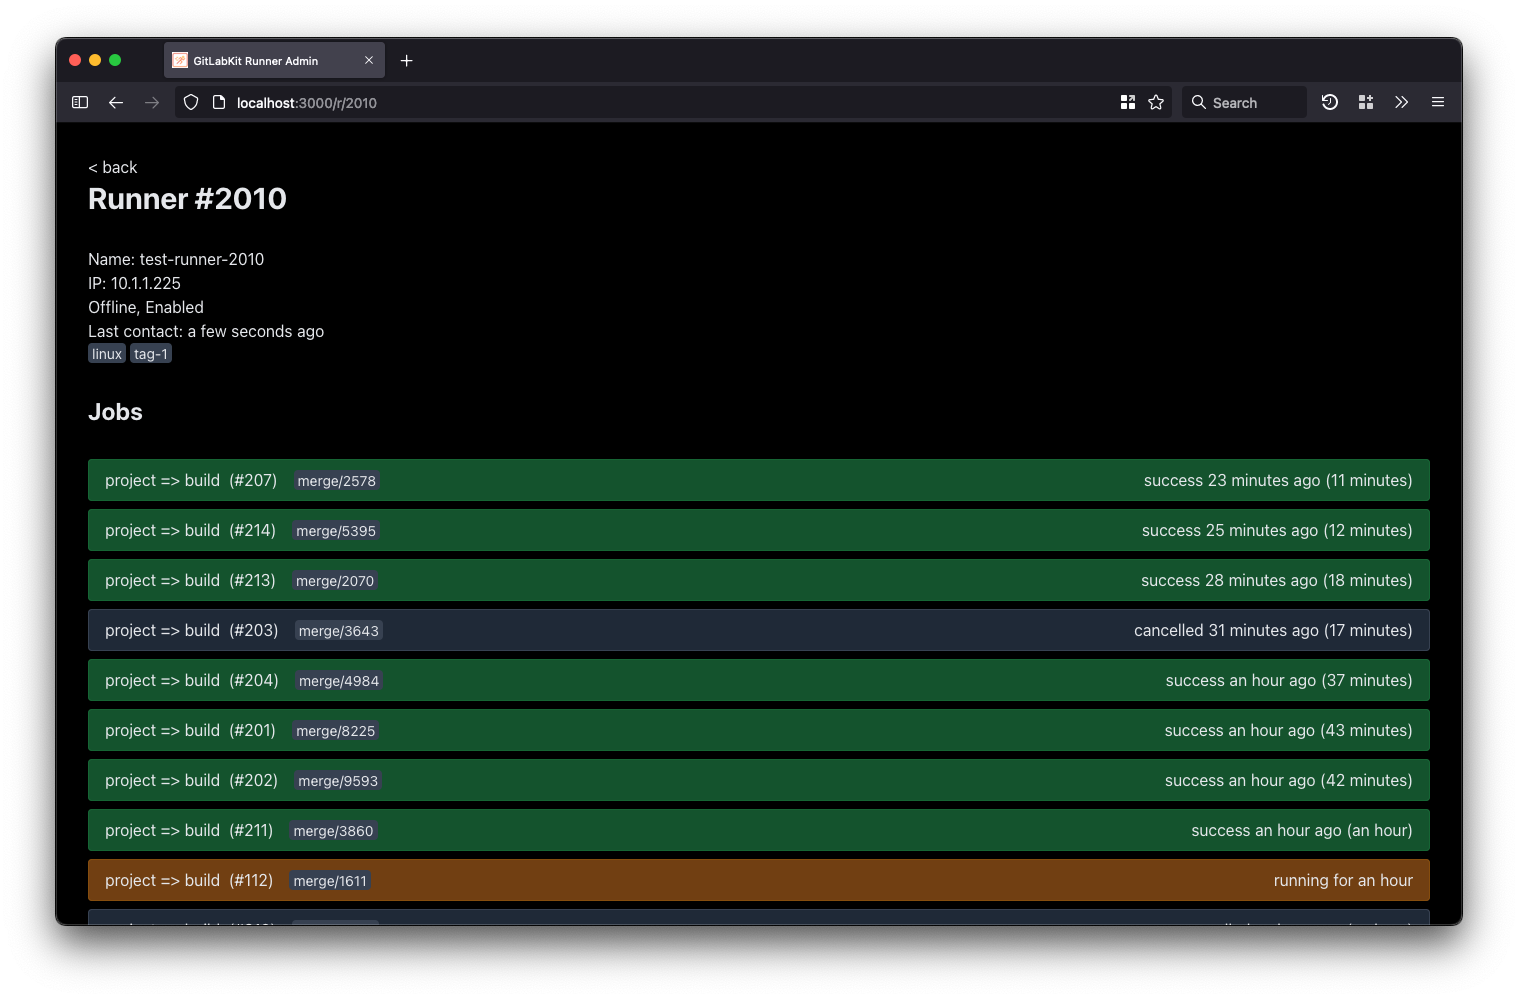 GitLabKit Runner Admin
localhost:3000/r/2010
Search
< back
Runner #2010
Name: test-runner-2010
IP: 10.1.1.225
Offline, Enabled
Last contact: a few seconds ago
linux tag-1
Jobs
project => build (#207) merge/2578 success 23 minutes ago (11 minutes)
project => build (#214) merge/5395 success 25 minutes ago (12 minutes)
project => build (#213) merge/2070 success 28 minutes ago (18 minutes)
project => build (#203) merge/3643 cancelled 31 minutes ago (17 minutes)
project => build (#204) merge/4984 success an hour ago (37 minutes)
project => build (#201) merge/8225 success an hour ago (43 minutes)
project => build (#202) merge/9593 success an hour ago (42 minutes)
project => build (#211) merge/3860 success an hour ago (an hour)
project => build (#112) merge/1611 running for an hour